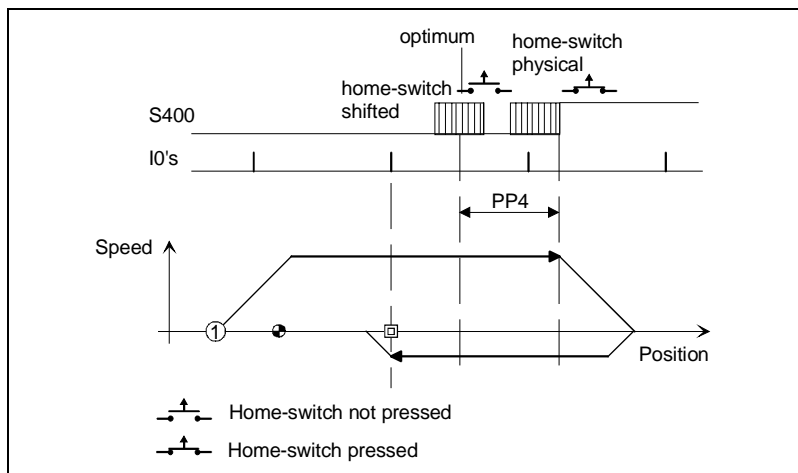 optimum
home-switch
physical
home-switch
shifted
S400
I0's
PP4
Speed
1
Position
Home-switch not pressed
Home-switch pressed